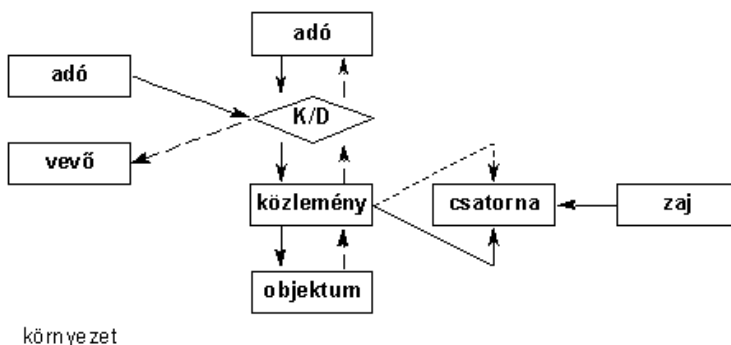 adó
adó
K/D
vevő
közlemény
csatorna
zaj
objektum
környezet